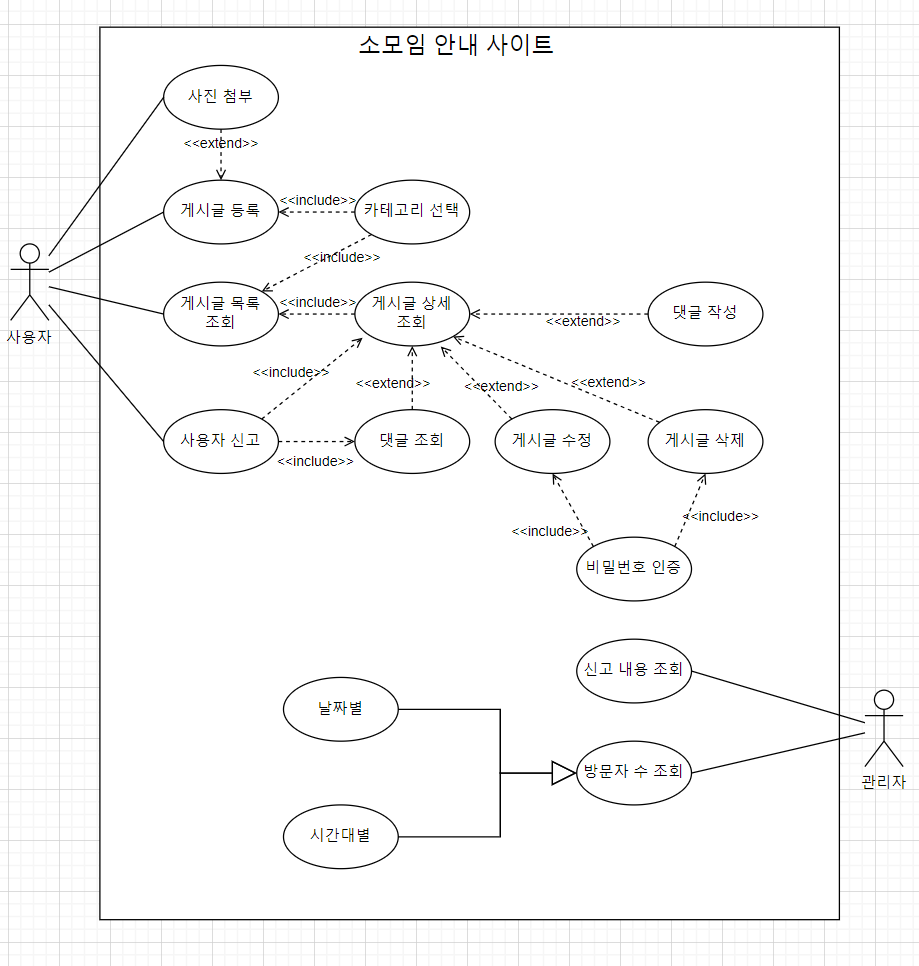 소모임 안내 사이트
사진 첨부
<<extend>>
게시글 등록
<<include>>
카테고리 선택
<<include>>
게시글 목록
조회
<<include>>
게시글 상세
조회
<<extend>>
댓글 작성
사용자
<<include>>
<<extend>>
<<extend>>
<<extend>>
사용자 신고
<<include>>
댓글 조회
게시글 수정
게시글 삭제
<<include>>
<<include>>
비밀번호 인증
신고 내용 조회
날짜별
방문자 수 조회
관리자
시간대별